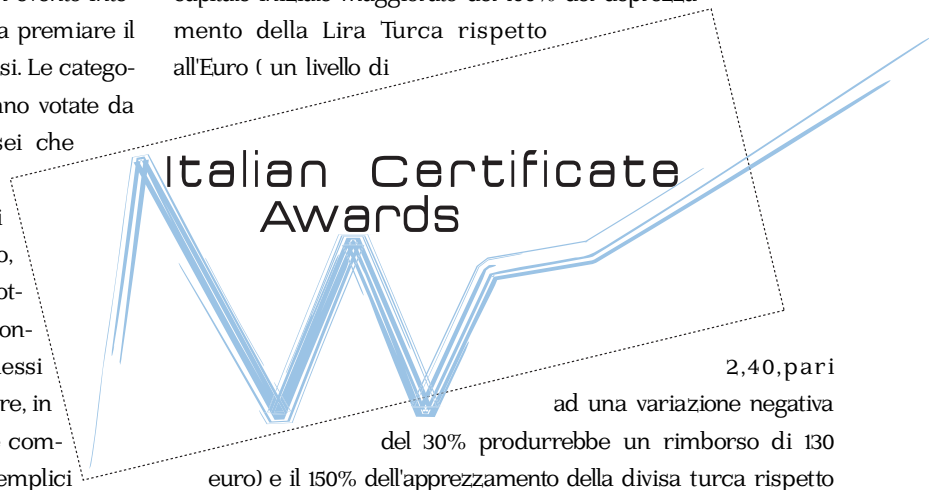 a premiare il
si. Le catego-
nno votate da
sei che
i
o,
ot-
on-
essi
re, in
com-
emplici
mento della Lira Turca rispetto
all'Euro ( un livello di
Italian Certificate
Awards
2,40,pari
ad una variazione negativa
del 30% produrrebbe un rimborso di 130
euro) e il 150% dell'apprezzamento della divisa turca rispetto